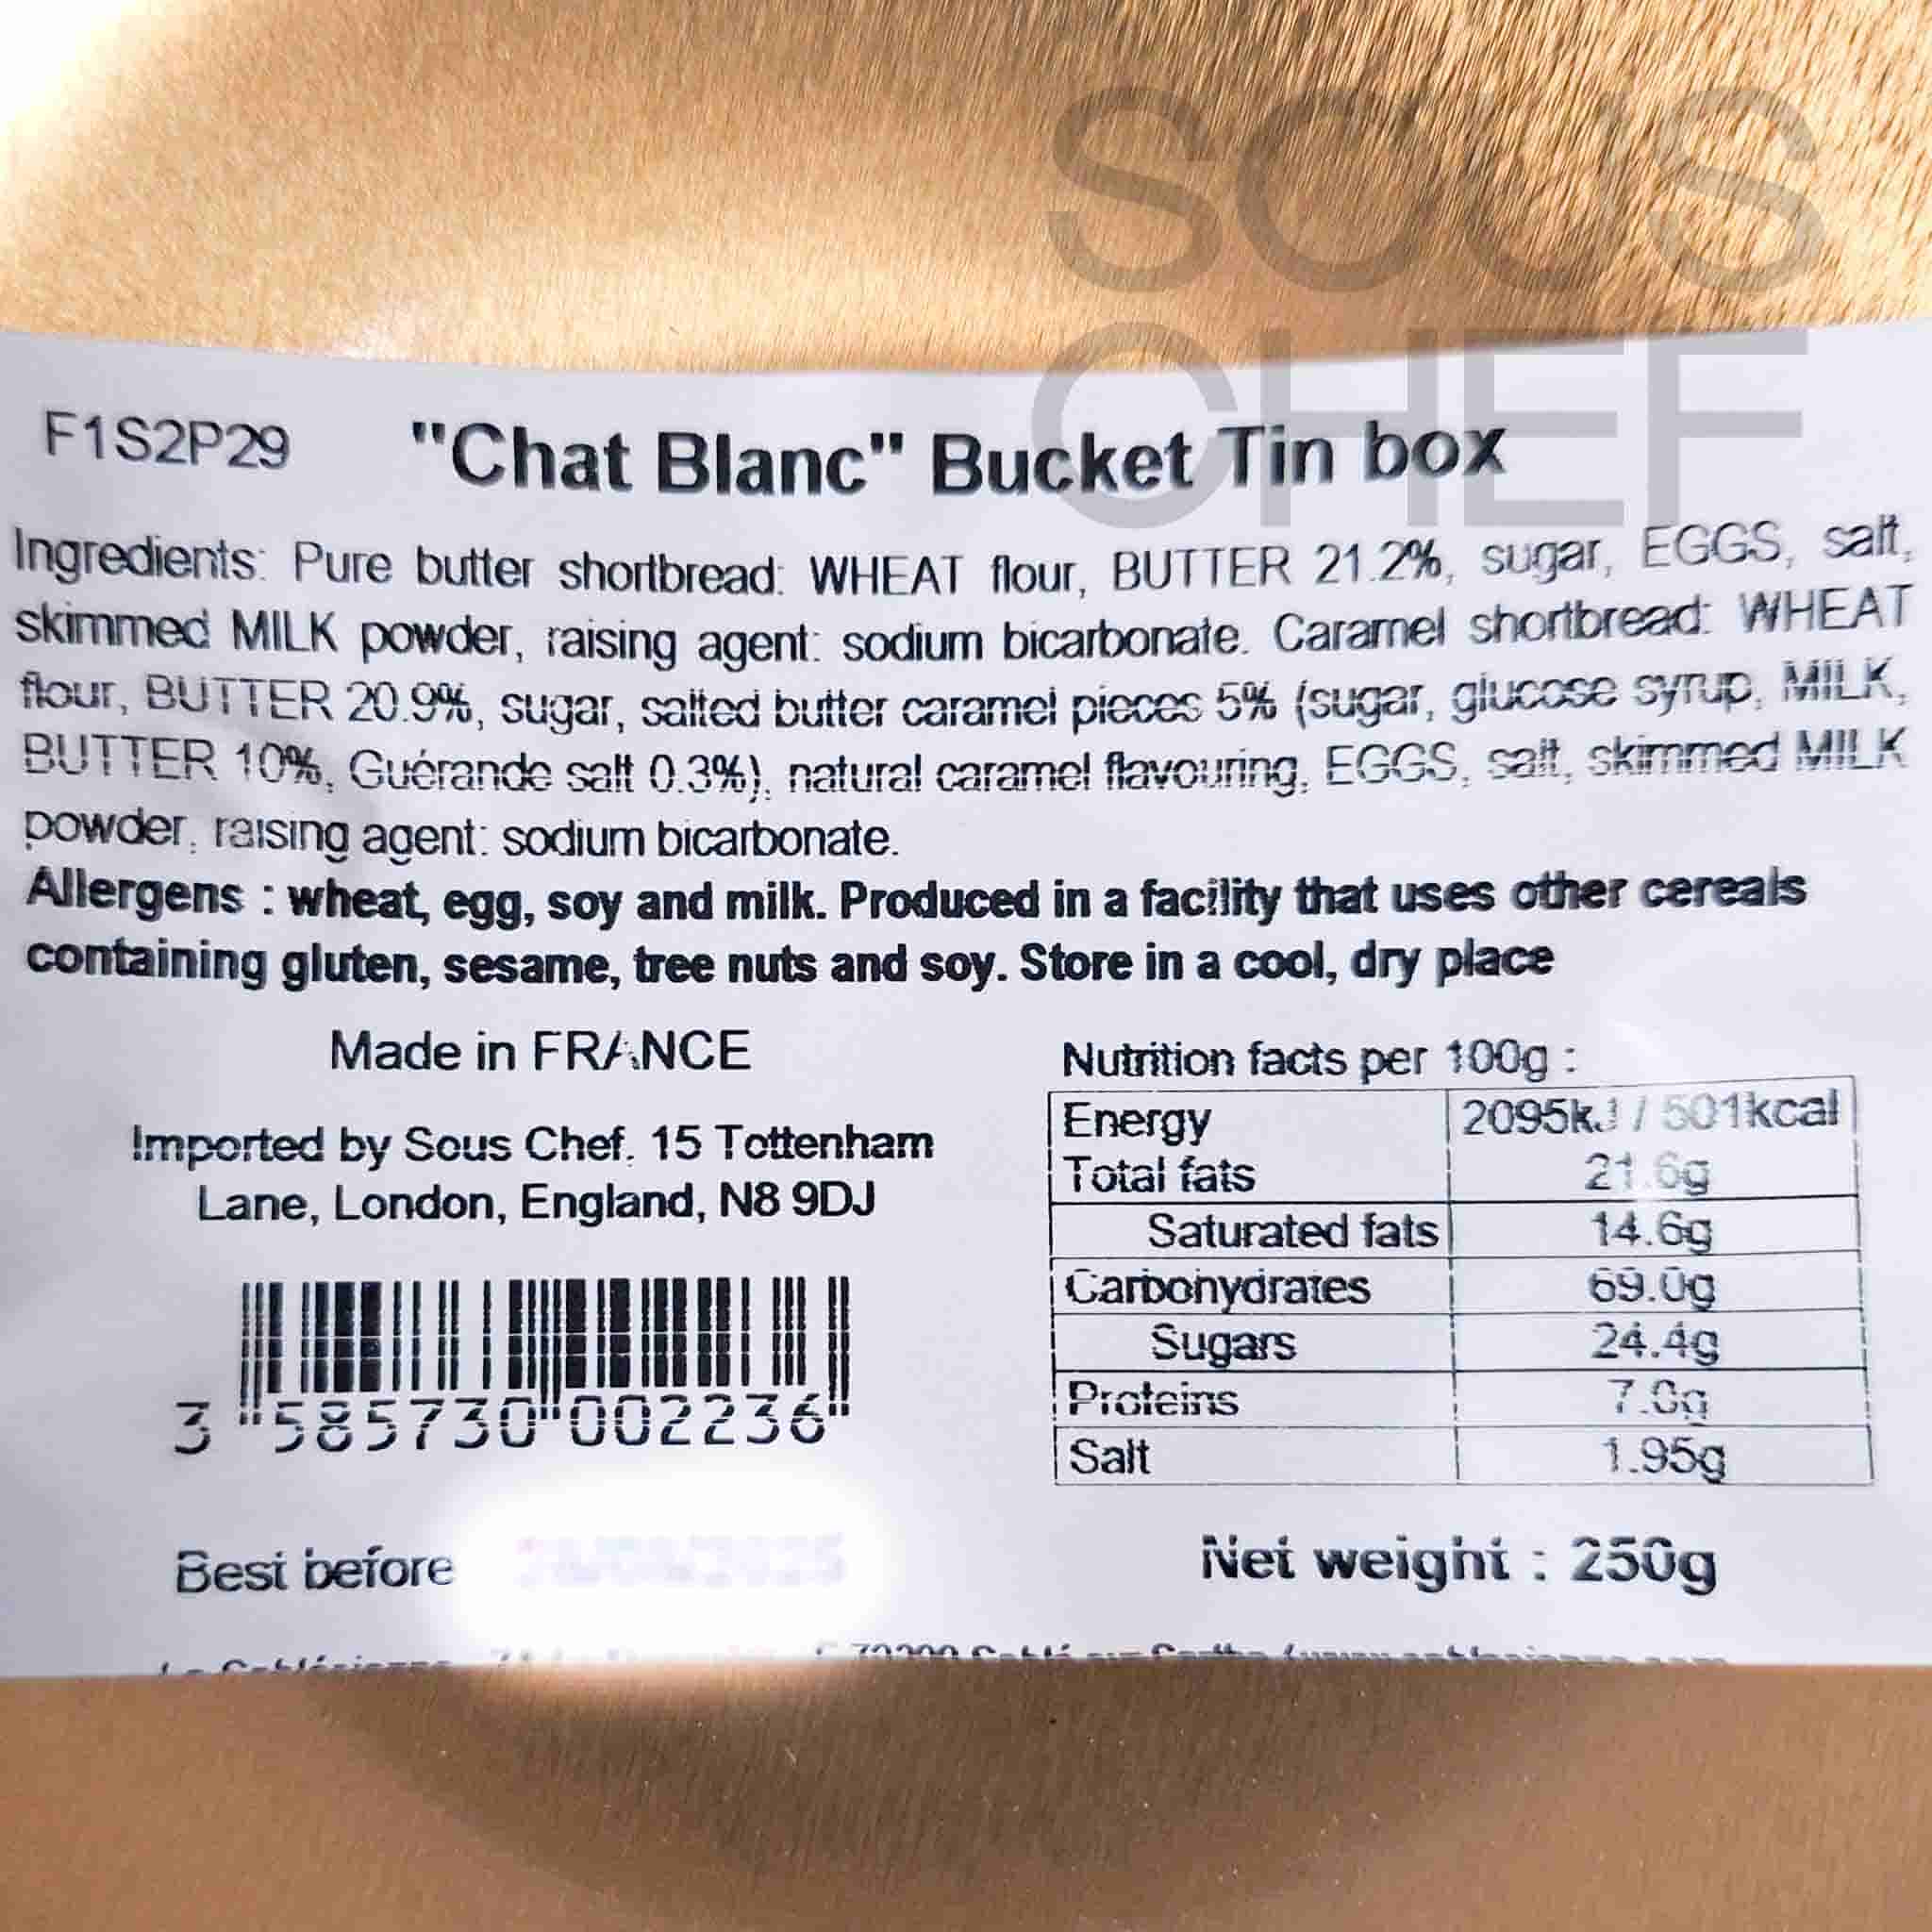 SOUS
CHEF
F1S2P29 "Chat Blanc" Bucket Tin box
Ingredients: Pure butter shortbread: WHEAT flour, BUTTER 21.2%, sugar, EGGS, salt,
skimmed MILK powder, raising agent: sodium bicarbonate. Caramel shortbread: WHEAT
flour, BUTTER 20.9%, sugar, salted butter caramel pieces 5% (sugar, glucose syrup, MILK,
BUTTER 10%, Guérande salt 0.3%), natural caramel flavouring, EGGS, salt, skimmed MILK
powder, raising agent: sodium bicarbonate.
Allergens : wheat, egg, soy and milk. Produced in a facility that uses other cereals
containing gluten, sesame, tree nuts and soy. Store in a cool, dry place
Made in FRANCE
Imported by Sous Chef. 15 Tottenham
Lane, London, England, N8 9DJ
3 585730 002236
Best before
Nutrition facts per 100g :
Energy 2095kJ / 501kcal
Total fats 21.6g
Saturated fats 14.6g
Carbohydrates 69.0g
Sugars 24.4g
Proteins 7.0g
Salt 1.95g
Net weight : 250g